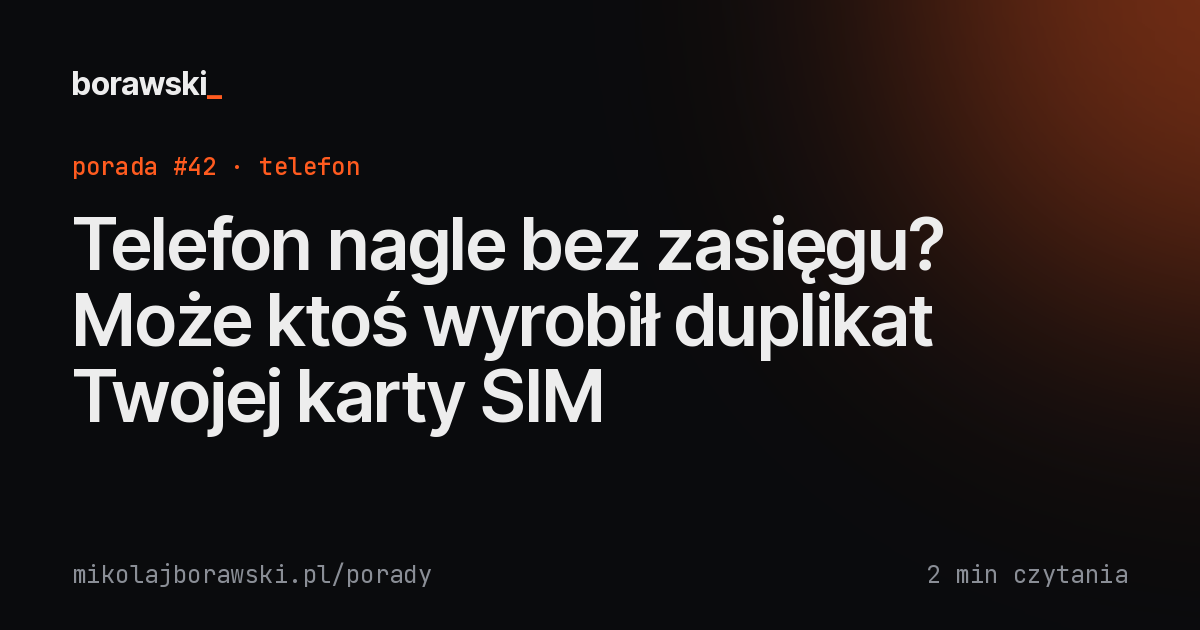 borawski_
porada #42 · telefon
Telefon nagle bez zasięgu?
Może ktoś wyrobił duplikat
Twojej karty SIM
mikolajborawski.pl/porady
2 min czytania